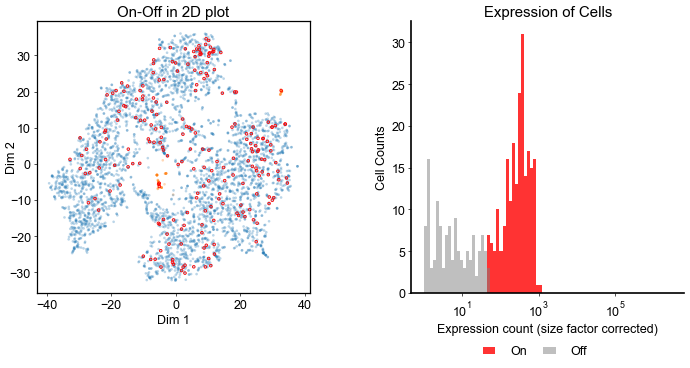 On-Off in 2D plot
Dim 2
30
20
10
0
−10
−20
−30
−40
−20
0
20
40
Dim 1
Expression of Cells
Cell Counts
30
25
20
15
10
5
0
10^1
10^3
10^5
Expression count (size factor corrected)
On
Off